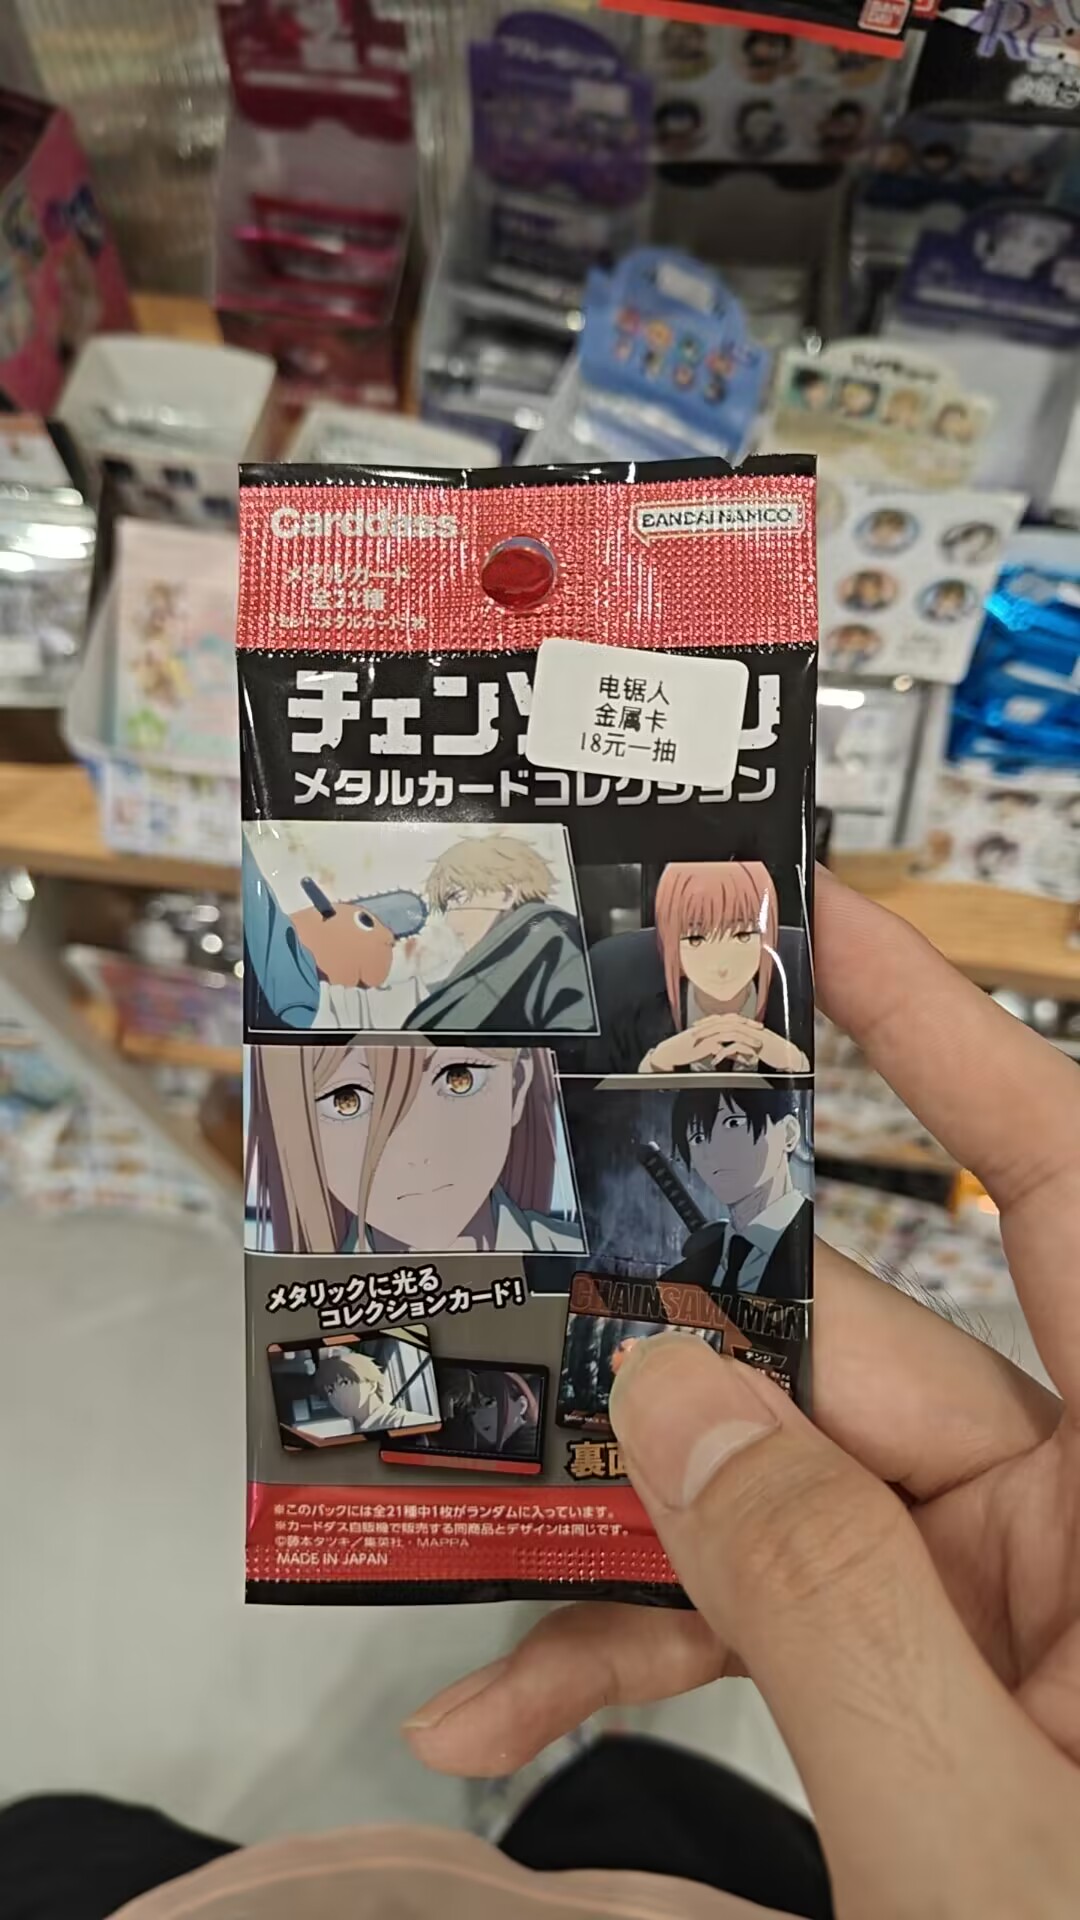 Carddass
BANDAI NAMCO
メタルカード
全21種
电锯人
金属卡
18元一抽
チェン
メタルカードコレクション
メタリックに光る
コレクションカード!
CHAINSAW MAN
デンジ
裏面
※このパックには全21種中1枚がランダムに入っています。
※カードダス自販機で販売する同商品とデザインは同じです。
©藤本タツキ/集英社・MAPPA
MADE IN JAPAN